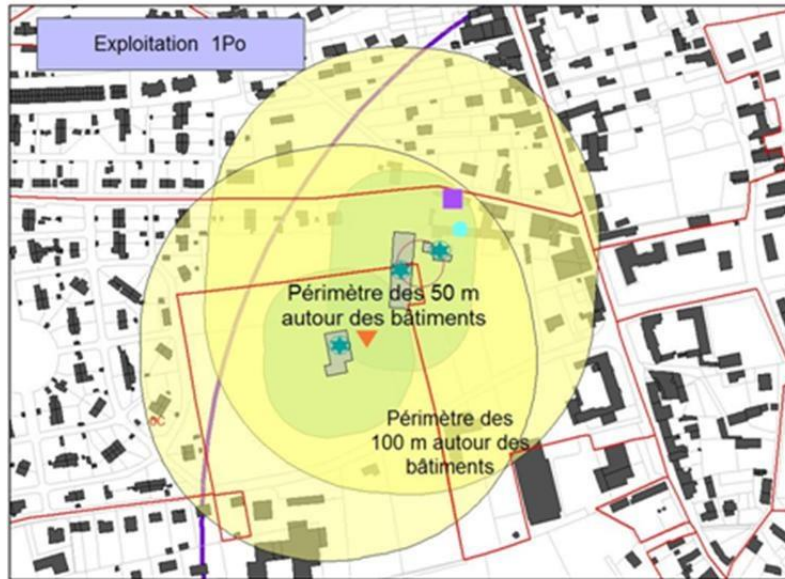 Exploitation 1Po
Périmètre des 50 m
autour des bâtiments
Périmètre des
100 m autour des
bâtiments